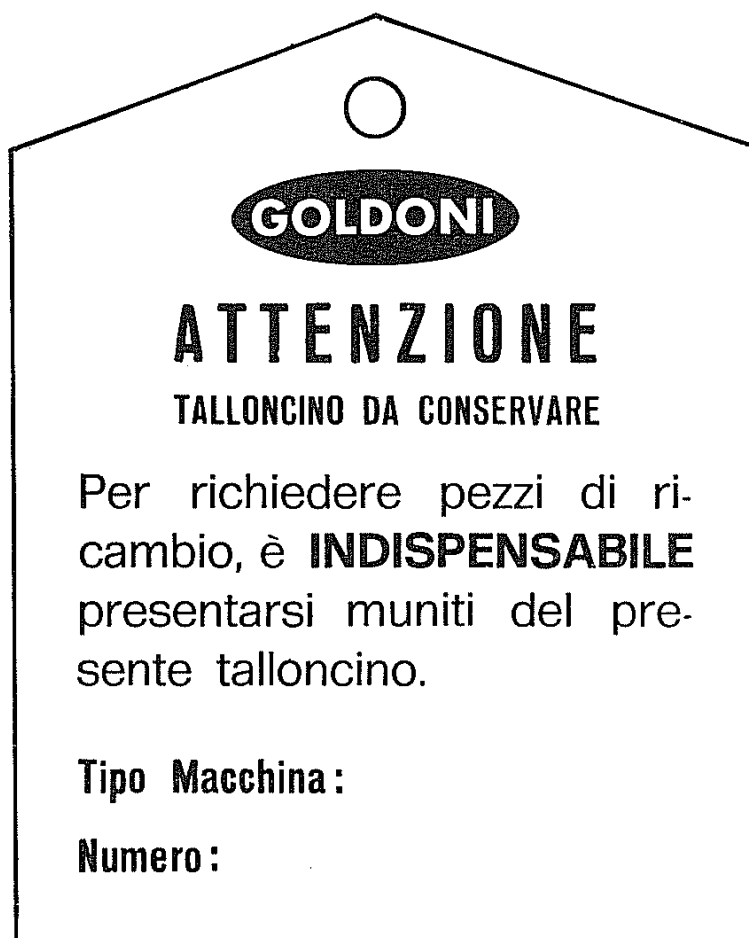 GOLDONI
ATTENZIONE
TALLONCINO DA CONSERVARE
Per richiedere pezzi di ri-
cambio, è INDISPENSABILE
presentarsi muniti del pre-
sente talloncino.
Tipo Macchina:
Numero: